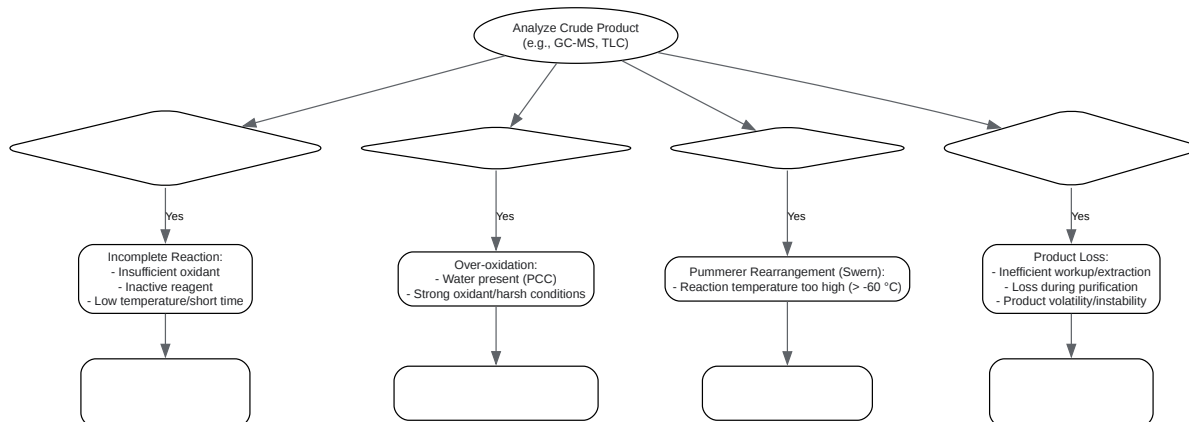 Analyze Crude Product
(e.g., GC-MS, TLC)
Yes
Yes
Yes
Yes
Incomplete Reaction:
- Insufficient oxidant
- Inactive reagent
- Low temperature/short time
Over-oxidation:
- Water present (PCC)
- Strong oxidant/harsh conditions
Pummerer Rearrangement (Swern):
- Reaction temperature too high (> -60 °C)
Product Loss:
- Inefficient workup/extraction
- Loss during purification
- Product volatility/instability